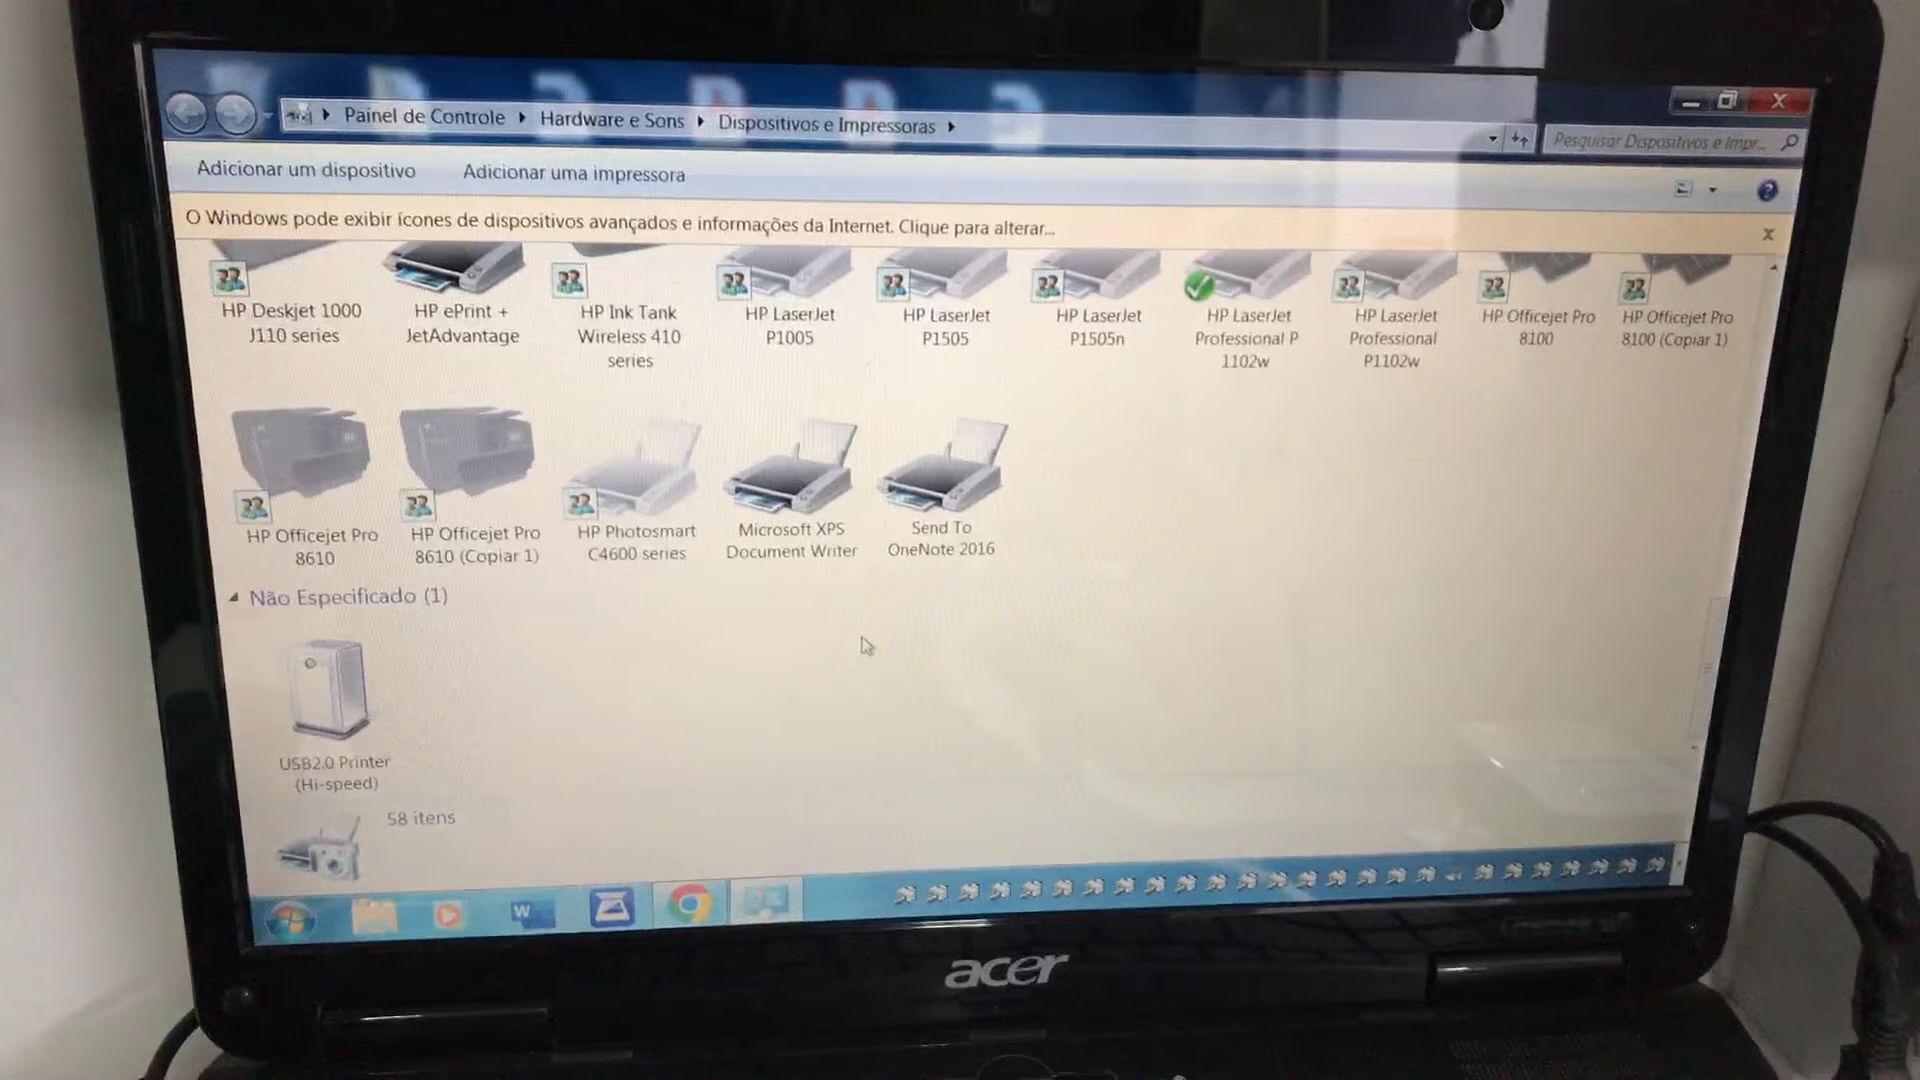 Painel de Controle Hardware e Sons Dispositivos e Impressoras
Pesquisar Dispositivos e Impr...
Adicionar um dispositivo Adicionar uma impressora
O Windows pode exibir ícones de dispositivos avançados e informações da Internet. Clique para alterar...
HP Deskjet 1000
J110 series
HP ePrint +
JetAdvantage
HP Ink Tank
Wireless 410
series
HP LaserJet
P1005
HP LaserJet
P1505
HP LaserJet
P1505n
HP LaserJet
Professional P
1102w
HP LaserJet
Professional
P1102w
HP Officejet Pro
8100
HP Officejet Pro
8100 (Copiar 1)
HP Officejet Pro
8610
HP Officejet Pro
8610 (Copiar 1)
HP Photosmart
C4600 series
Microsoft XPS
Document Writer
Send To
OneNote 2016
Não Especificado (1)
USB2.0 Printer
(Hi-speed)
58 itens
W
acer